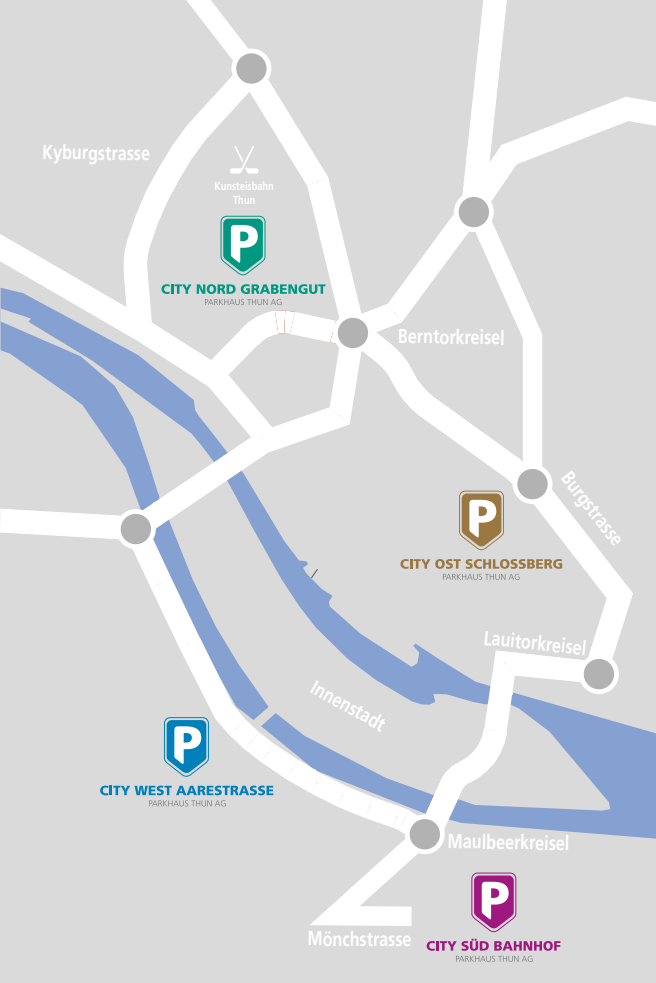 Kyburgstrasse
Kunsteisbahn
Thun
P
CITY NORD GRABENGUT
PARKHAUS THUN AG
Berntorkreisel
Burgstrasse
P
CITY OST SCHLOSSBERG
PARKHAUS THUN AG
Lauitorkreisel
Innenstadt
P
CITY WEST AARESTRASSE
PARKHAUS THUN AG
Maulbeerkreisel
P
Mönchstrasse
CITY SÜD BAHNHOF
PARKHAUS THUN AG